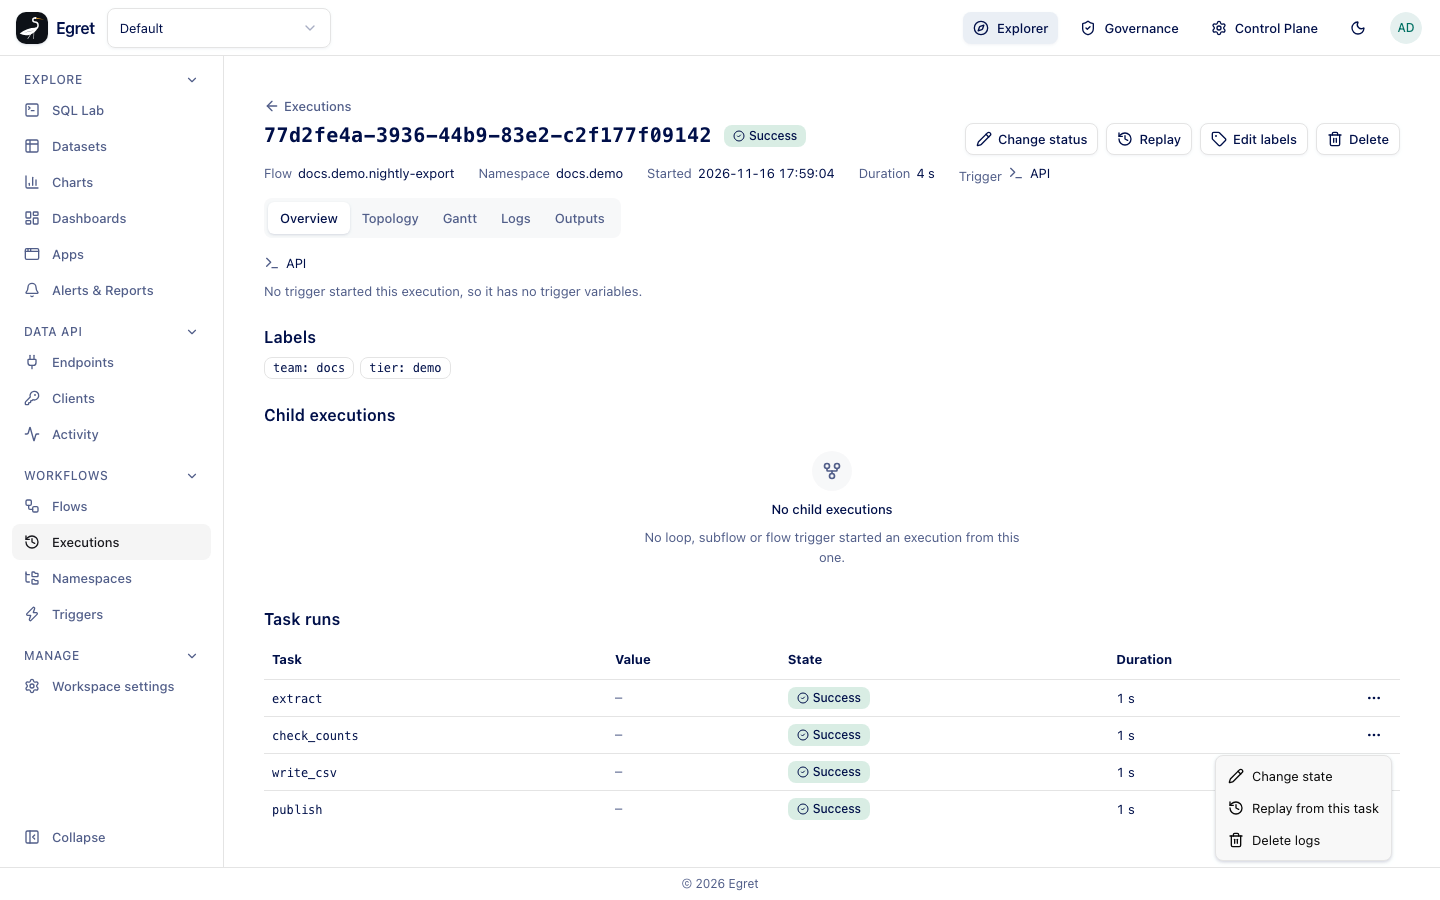 Egret
Default
Explorer
Governance
Control Plane
AD
EXPLORE
SQL Lab
Datasets
Charts
Dashboards
Apps
Alerts & Reports
DATA API
Endpoints
Clients
Activity
WORKFLOWS
Flows
Executions
Namespaces
Triggers
MANAGE
Workspace settings
Collapse
Executions
77d2fe4a-3936-44b9-83e2-c2f177f09142 Success
Change status Replay Edit labels Delete
Flow docs.demo.nightly-export Namespace docs.demo Started 2026-11-16 17:59:04 Duration 4 s Trigger API
Overview Topology Gantt Logs Outputs
API
No trigger started this execution, so it has no trigger variables.
Labels
team: docs tier: demo
Child executions
No child executions
No loop, subflow or flow trigger started an execution from this
one.
Task runs
Task Value State Duration
extract – Success 1 s
check_counts – Success 1 s
write_csv – Success 1 s
publish – Success 1 s
Change state
Replay from this task
Delete logs
© 2026 Egret